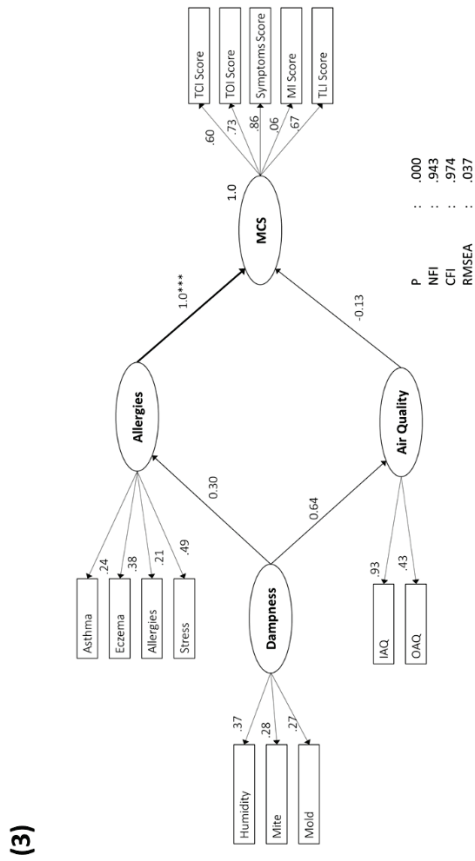 (3)
Asthma
Eczema
Allergies
Stress
.24
.38
.21
.49
Allergies
1.0***
Humidity
Mite
Mold
.37
.28
.27
Dampness
0.30
0.64
IAQ
OAQ
.93
.43
Air Quality
-0.13
MCS
1.0
.60
.73
.86
.06
.67
TCI Score
TOI Score
Symptoms Score
MI Score
TLI Score
P : .000
NFI : .943
CFI : .974
RMSEA : .037